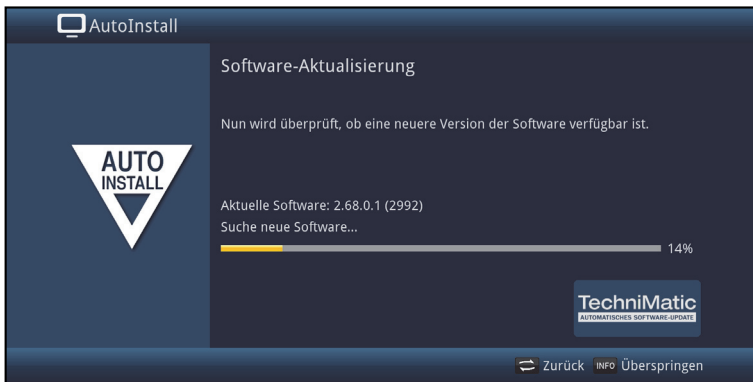 AutoInstall
Software-Aktualisierung
Nun wird überprüft, ob eine neuere Version der Software verfügbar ist.
AUTO
INSTALL
Aktuelle Software: 2.68.0.1 (2992)
Suche neue Software...
14%
TechniMatic
AUTOMATISCHES SOFTWARE-UPDATE
Zurück INFO Überspringen